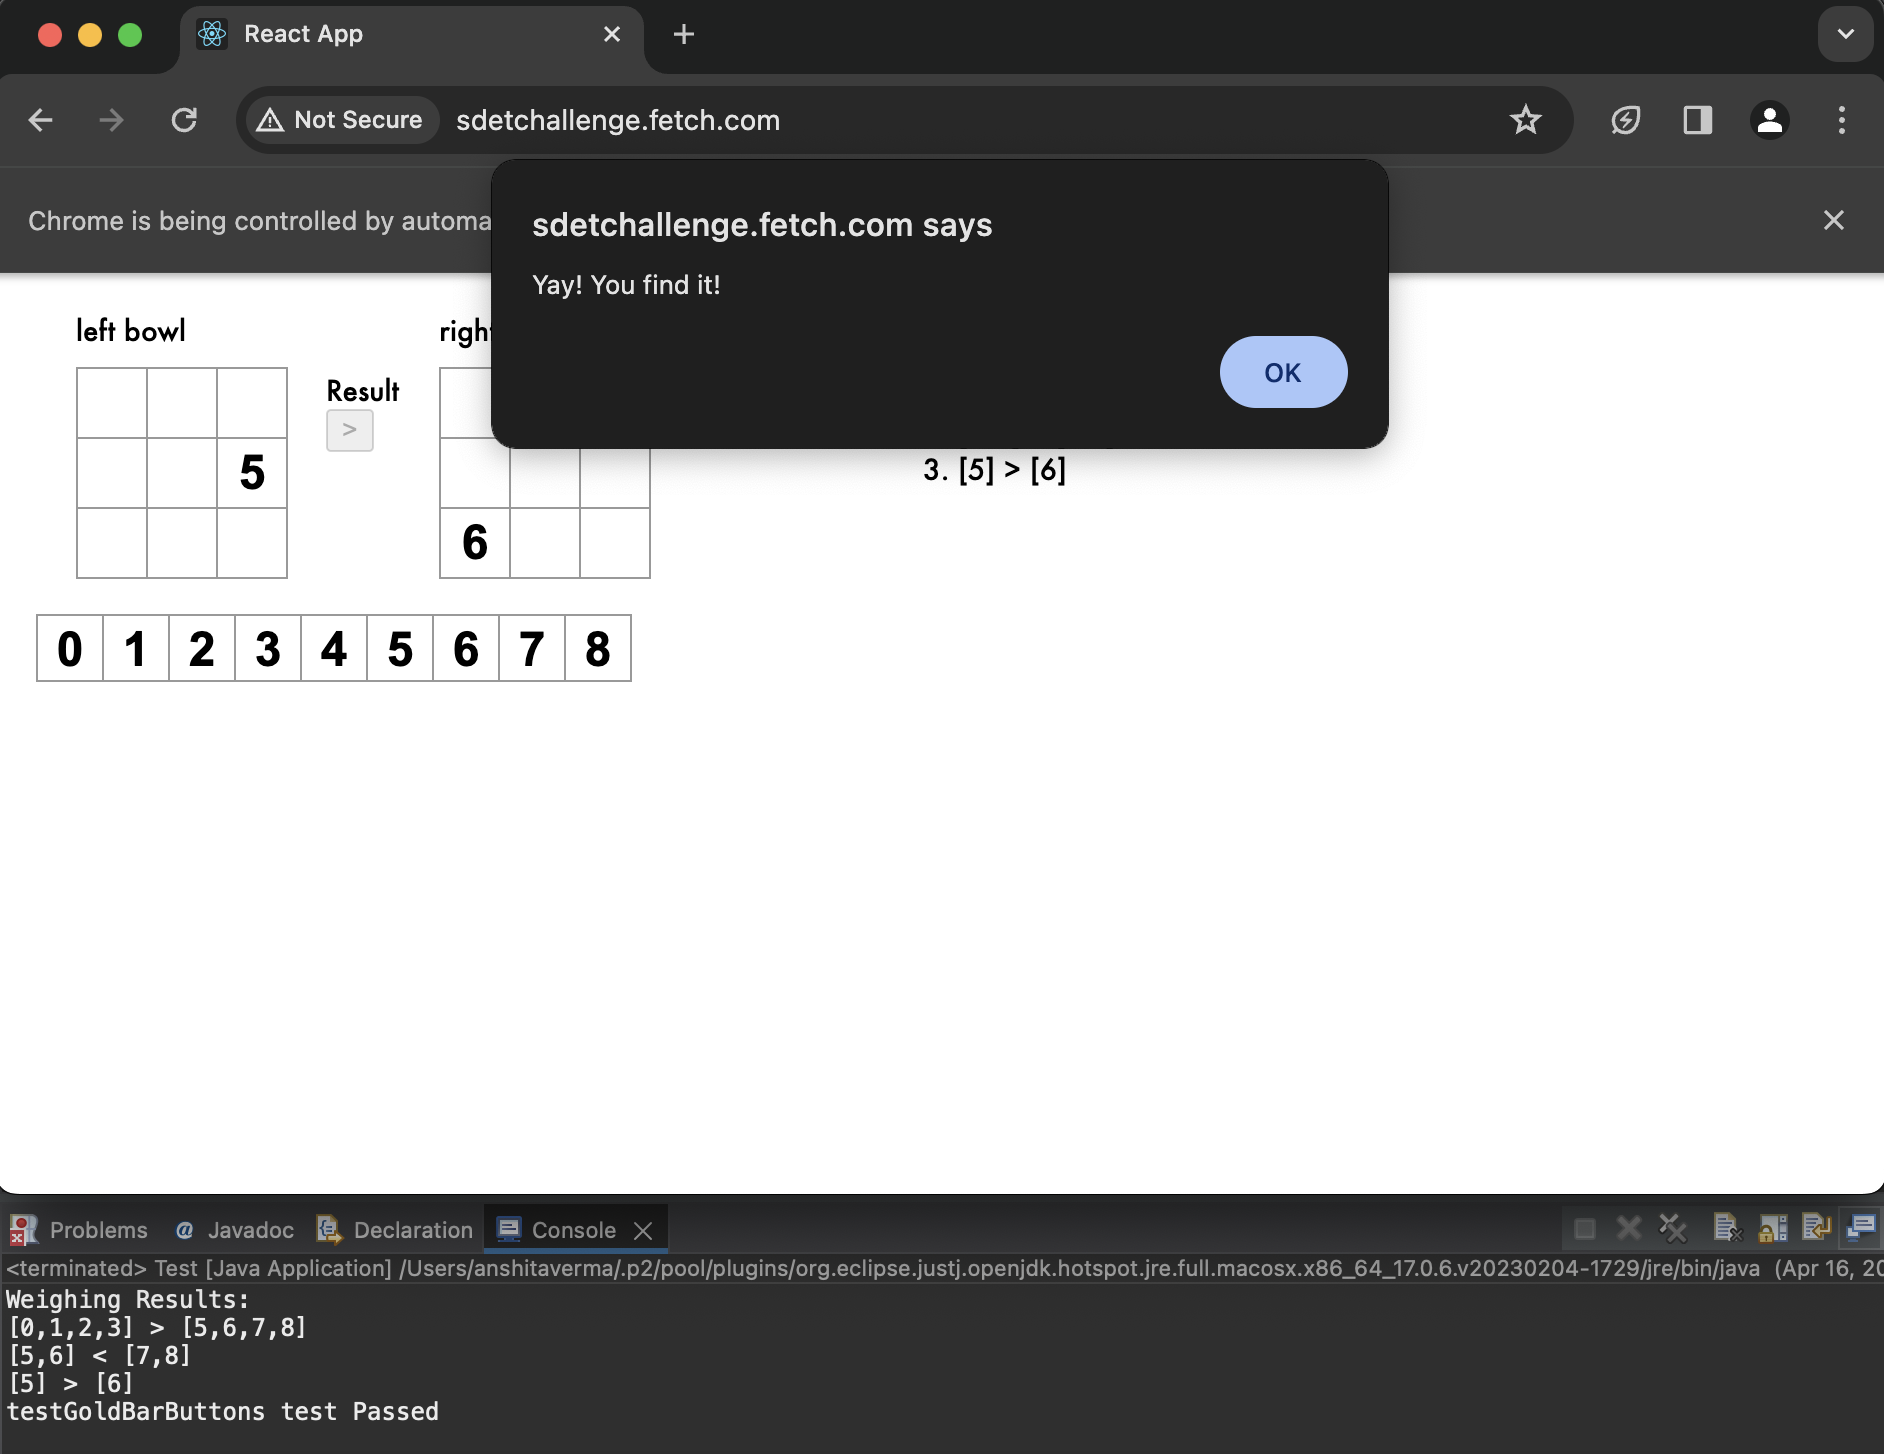 React App
Not Secure sdetchallenge.fetch.com
Chrome is being controlled by automa
sdetchallenge.fetch.com says
Yay! You find it!
OK
left bowl
righ
Result
>
5
6
3. [5] > [6]
0 1 2 3 4 5 6 7 8
Problems @ Javadoc Declaration Console
<terminated> Test [Java Application] /Users/anshitaverma/.p2/pool/plugins/org.eclipse.justj.openjdk.hotspot.jre.full.macosx.x86_64_17.0.6.v20230204-1729/jre/bin/java (Apr 16, 20
Weighing Results:
[0,1,2,3] > [5,6,7,8]
[5,6] < [7,8]
[5] > [6]
testGoldBarButtons test Passed